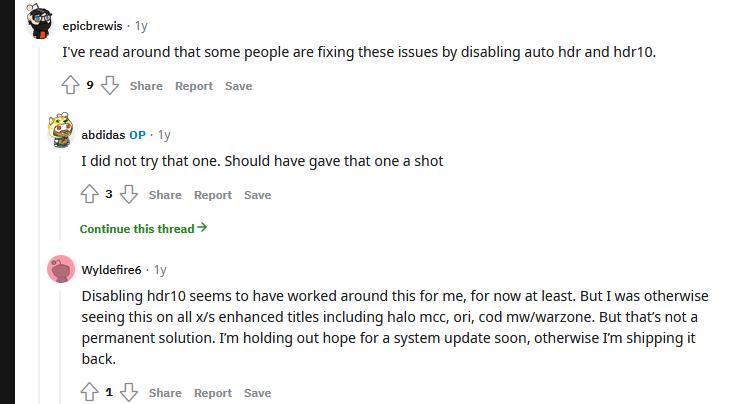 epicbrewis · 1y
I've read around that some people are fixing these issues by disabling auto hdr and hdr10.
9 Share Report Save
abdidas OP · 1y
I did not try that one. Should have gave that one a shot
3 Share Report Save
Continue this thread
Wyldefire6 · 1y
Disabling hdr10 seems to have worked around this for me, for now at least. But I was otherwise
seeing this on all x/s enhanced titles including halo mcc, ori, cod mw/warzone. But that’s not a
permanent solution. I’m holding out hope for a system update soon, otherwise I’m shipping it
back.
1 Share Report Save